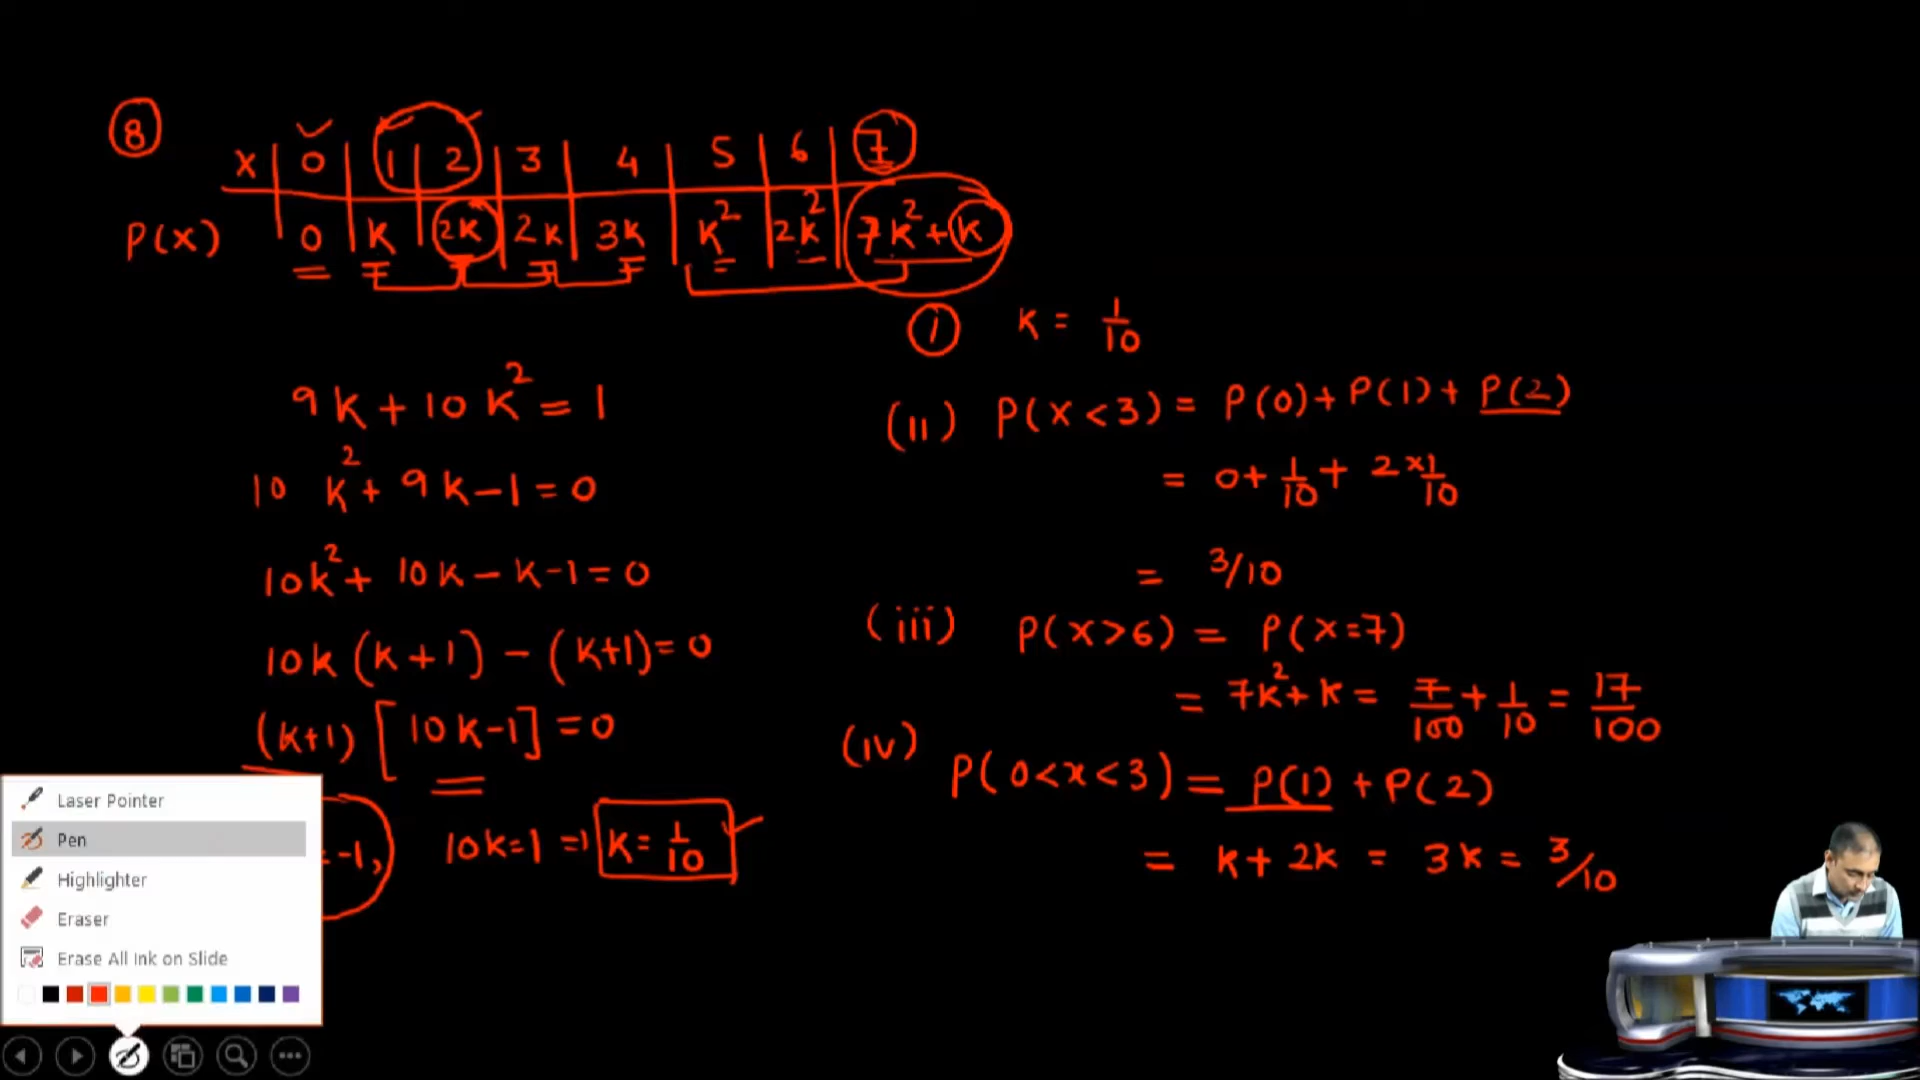 8
X | 0 | 1 | 2 | 3 | 4 | 5 | 6 | 7
P(X) | 0 | k | 2k | 2k | 3k | k² | 2k² | 7k²+k
9k+10k²=1
10 k²+9k-1=0
10k²+10k-k-1=0
10k(k+1)-(k+1)=0
(k+1)[10k-1]=0
=-1, 10k=1 => k=1/10
① k = 1/10
(ii) P(x<3) = P(0)+P(1)+P(2)
= 0+1/10+2×1/10
= 3/10
(iii) P(x>6) = P(x=7)
= 7k²+k = 7/100+1/10 = 17/100
(iv) P(0<x<3) = P(1)+P(2)
= k+2k = 3k = 3/10
Laser Pointer
Pen
Highlighter
Eraser
Erase All Ink on Slide